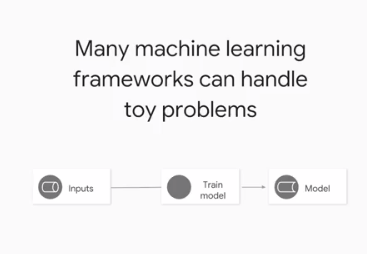 Many machine learning
frameworks can handle
toy problems
Inputs
Train
model
Model